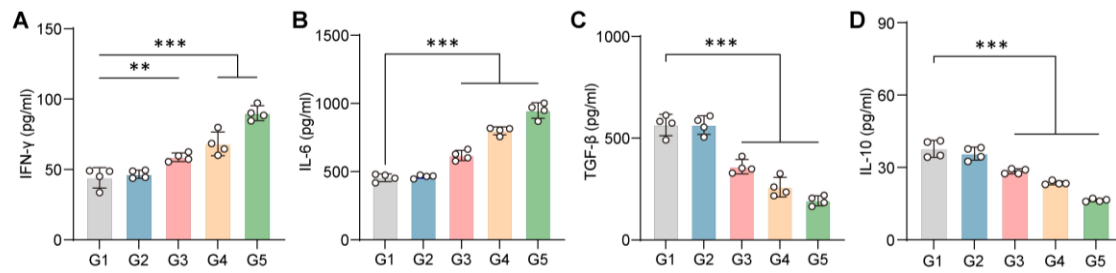 A
IFN-γ (pg/ml)
150
100
50
0
***
**
G1 G2 G3 G4 G5
B
IL-6 (pg/ml)
1500
1000
500
0
***
G1 G2 G3 G4 G5
C
TGF-β (pg/ml)
1000
500
0
***
G1 G2 G3 G4 G5
D
IL-10 (pg/ml)
90
60
30
0
***
G1 G2 G3 G4 G5